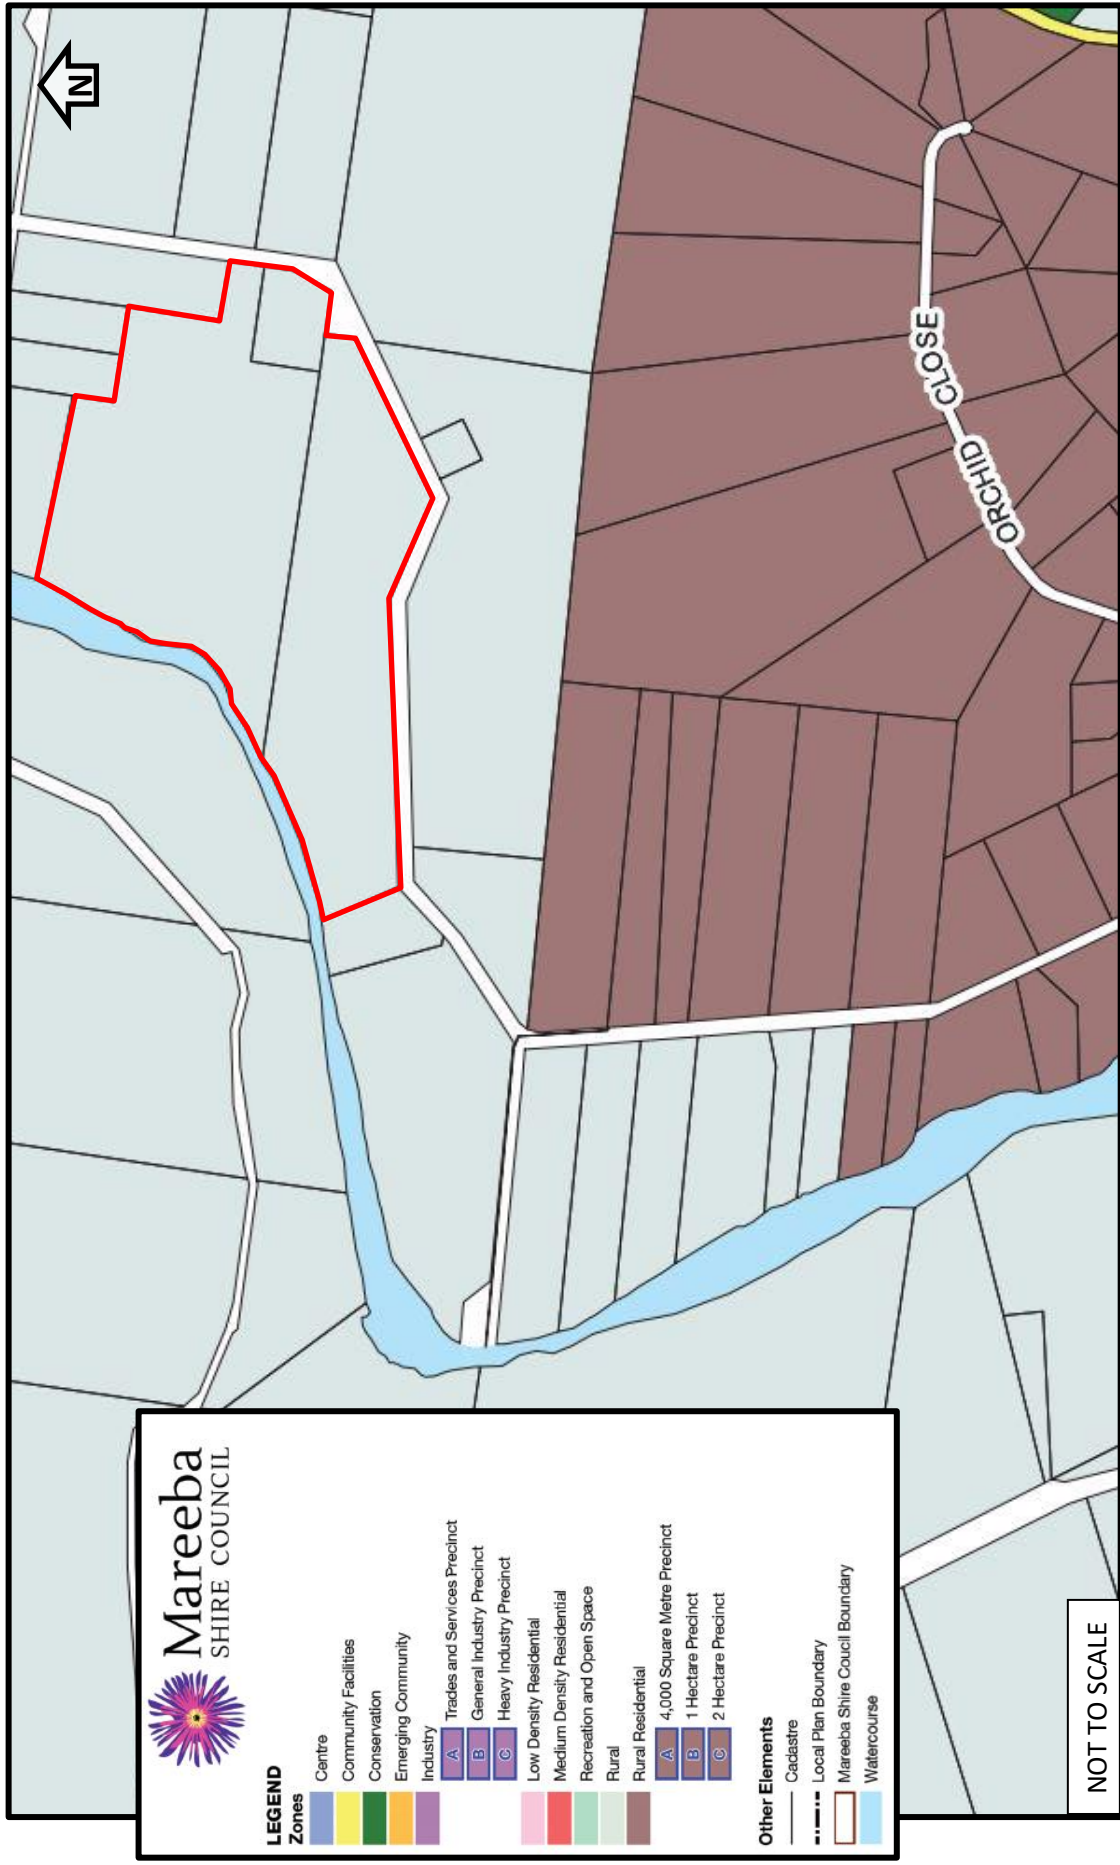 N
ORCHID CLOSE
Mareeba
SHIRE COUNCIL
LEGEND
Zones
Centre
Community Facilities
Conservation
Emerging Community
Industry
A Trades and Services Precinct
B General Industry Precinct
C Heavy Industry Precinct
Low Density Residential
Medium Density Residential
Recreation and Open Space
Rural
Rural Residential
A 4,000 Square Metre Precinct
B 1 Hectare Precinct
C 2 Hectare Precinct
Other Elements
Cadastre
Local Plan Boundary
Mareeba Shire Coucil Boundary
Watercourse
NOT TO SCALE